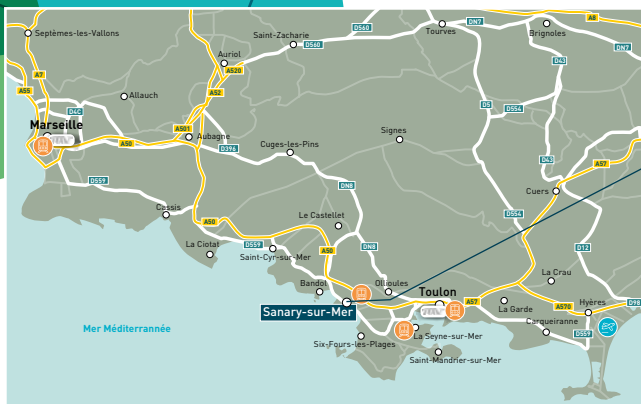 DN7
A8
Septèmes-les-Vallons
Saint-Zacharie
D560
D560
Tourves
Brignoles
DN7
Auriol
A520
D43
A7
A55
A52
Allauch
D4C
D5
D554
Marseille
A501
Aubagne
A50
D396
Signes
Cuges-les-Pins
D43
A57
D559
DN8
Cuers
Cassis
A50
Le Castellet
D554
La Ciotat
D559
Saint-Cyr-sur-Mer
A50
DN8
D12
Bandol
Ollioules
Toulon
La Crau
Sanary-sur-Mer
A57
La Garde
A570
Hyères
D98
Mer Méditerrannée
Six-Fours-les-Plages
La Seyne-sur-Mer
Carqueiranne
D559
Saint-Mandrier-sur-Mer